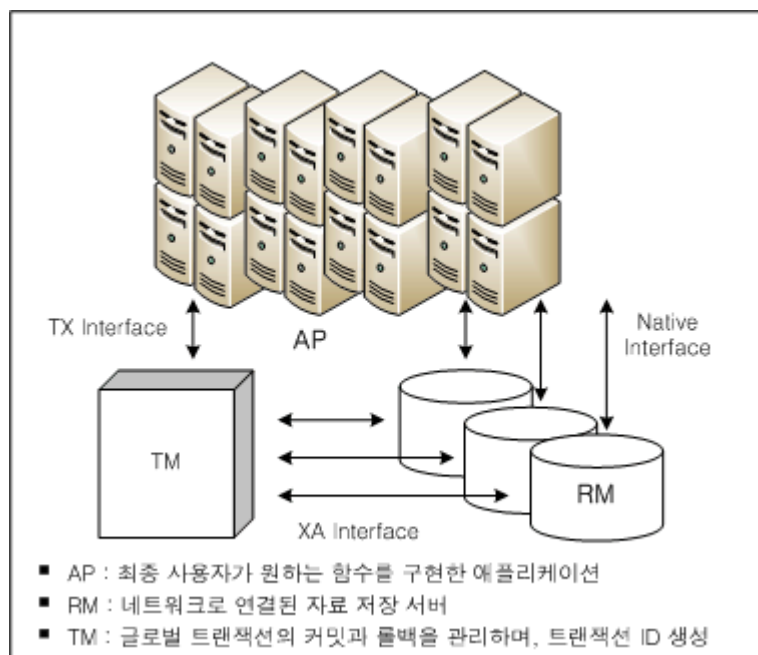 TX Interface
AP
Native
Interface
TM
RM
XA Interface
■ AP : 최종 사용자가 원하는 함수를 구현한 애플리케이션
■ RM : 네트워크로 연결된 자료 저장 서버
■ TM : 글로벌 트랜잭션의 커밋과 롤백을 관리하며, 트랜잭션 ID 생성